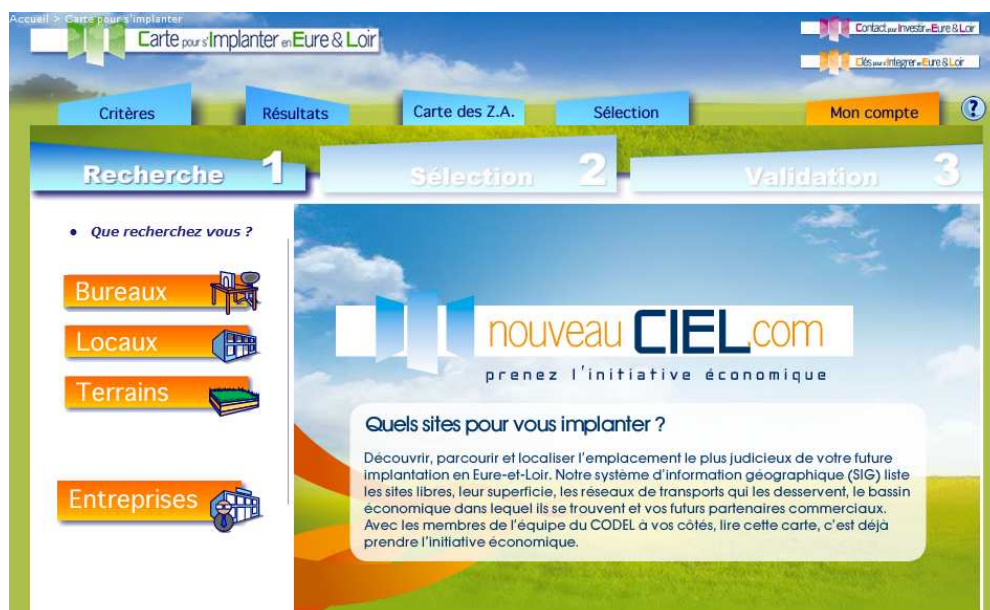 Accueil > Carte pour s'implanter
Carte pour s'Implanter en Eure & Loir
Contact pour Investir en Eure & Loir
Clés pour s'Integrer en Eure & Loir
Critères
Résultats
Carte des Z.A.
Sélection
Mon compte
?
Recherche 1
Sélection 2
Validation 3
• Que recherchez vous ?
Bureaux
Locaux
Terrains
Entreprises
nouveau CIEL.com
prenez l'initiative économique
Quels sites pour vous implanter ?
Découvrir, parcourir et localiser l'emplacement le plus judicieux de votre future
implantation en Eure-et-Loir. Notre système d'information géographique (SIG) liste
les sites libres, leur superficie, les réseaux de transports qui les desservent, le bassin
économique dans lequel ils se trouvent et vos futurs partenaires commerciaux.
Avec les membres de l'équipe du CODEL à vos côtés, lire cette carte, c'est déjà
prendre l'initiative économique.